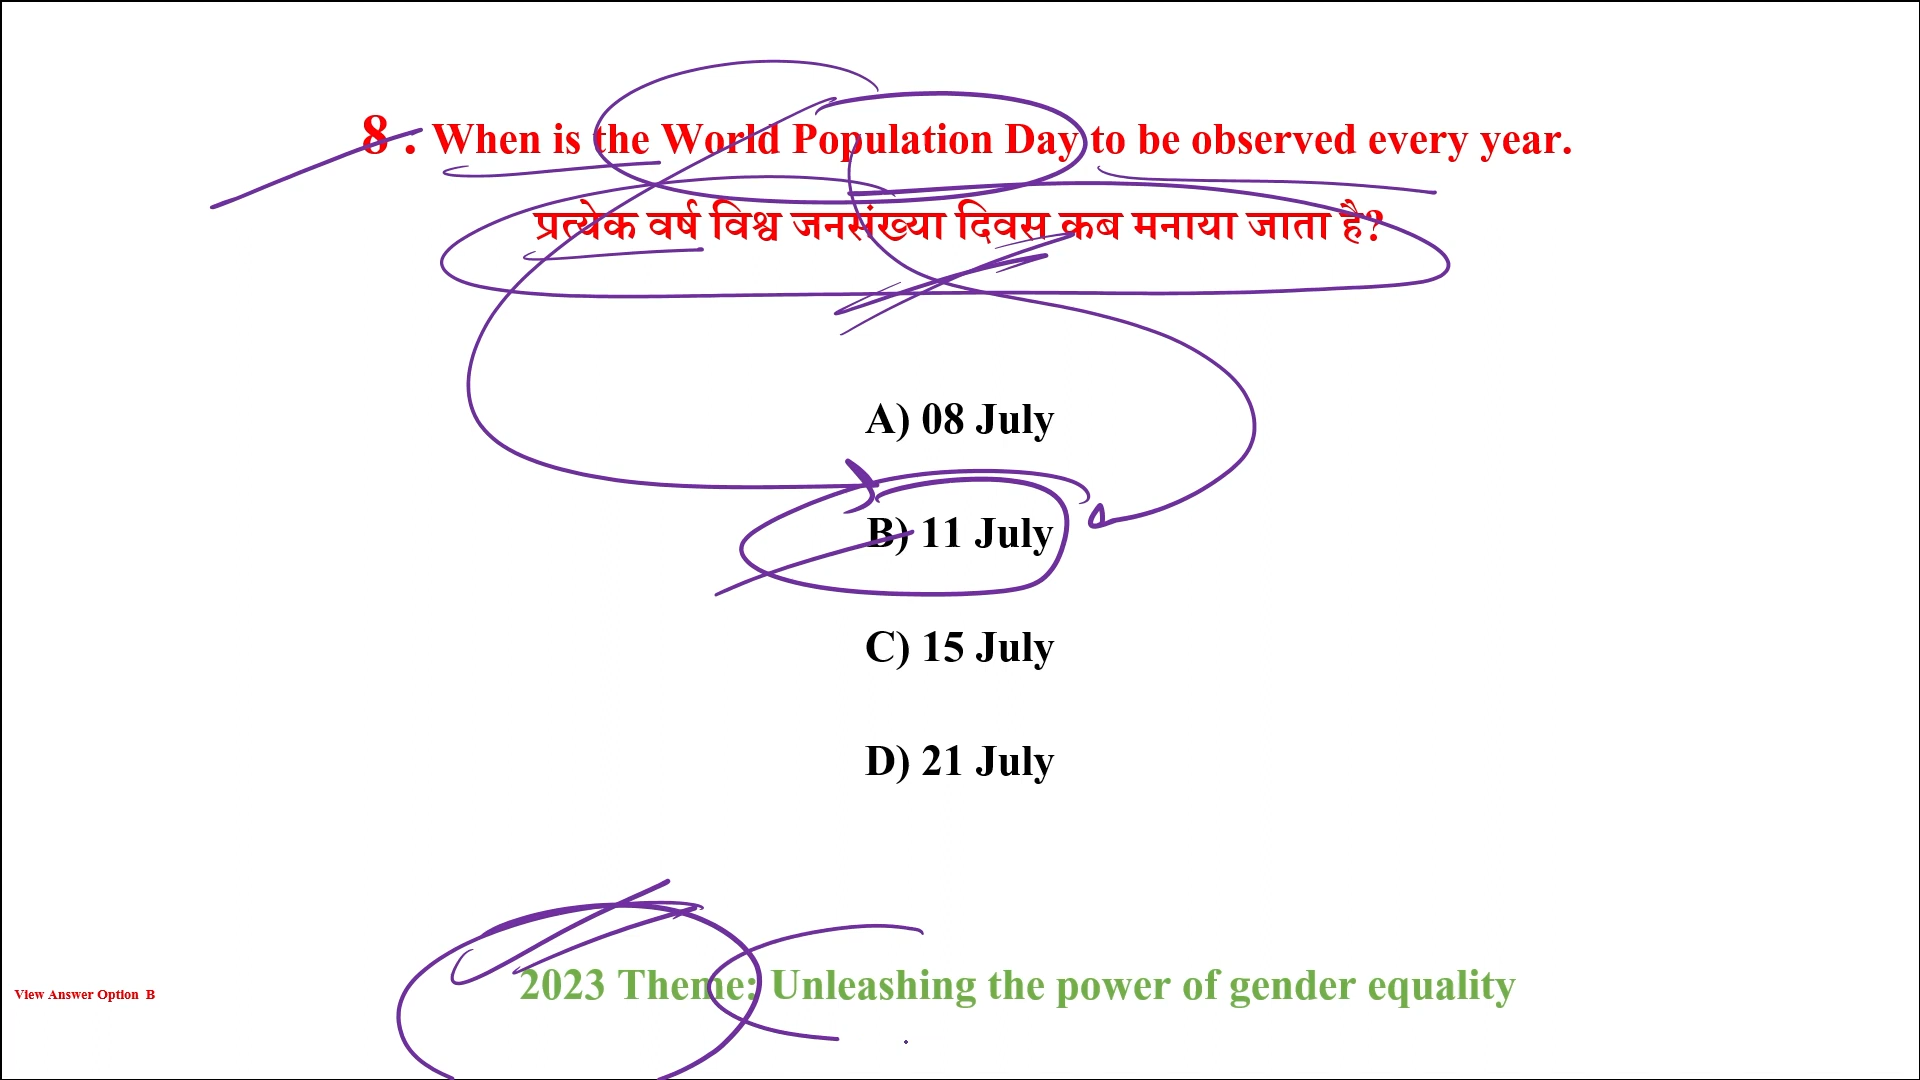 8 . When is the World Population Day to be observed every year.
प्रत्येक वर्ष विश्व जनसंख्या दिवस कब मनाया जाता है?
A) 08 July
B) 11 July
C) 15 July
D) 21 July
2023 Theme: Unleashing the power of gender equality
View Answer Option B